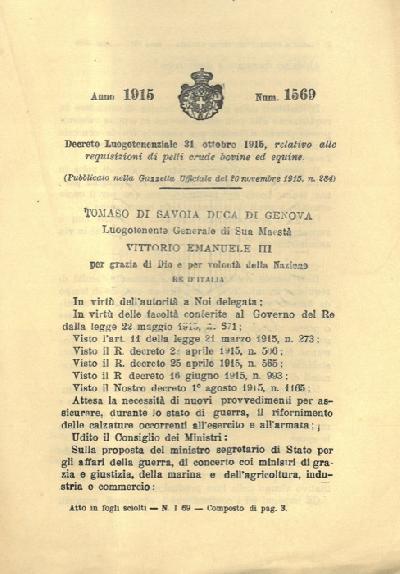 Anno 1915
Num. 1569
Decreto Luogotenenziale 31 ottobre 1915, relativo alle
requisizioni di pelli crude bovine ed equine.
(Pubblicato nella Gazzetta Ufficiale del 20 novembre 1915, n. 284)
TOMASO DI SAVOIA DUCA DI GENOVA
Luogotenente Generale di Sua Maestà
VITTORIO EMANUELE III
per grazia di Dio e per volontà della Nazione
RE D'ITALIA
In virtù dell'autorità a Noi delegata;
In virtù delle facoltà conferite al Governo del Re
dalla legge 22 maggio 1915, n. 671;
Visto l'art. 11 della legge 21 marzo 1915, n. 273;
Visto il R. decreto aprile 1915, n.
Visto il R. decreto 25 aprile 1915, n. 565;
Visto il R. decreto 16 giugno 1915, n. 993;
Visto il Nostro decreto 1° agosto 1915, n. 1165;
Attesa la necessità di nuovi provvedimenti per as-
sicurare, durante lo stato di guerra, il rifornimento
delle calzature occorrenti all'esercito e all'armata;
Udito il Consiglio dei Ministri:
Sulla proposta del ministro segretario di Stato per
gli affari della guerra, di concerto coi ministri di gra-
zia e giustizia, della marina e dell'agricoltura, indu-
stria e commercio:
Atto in fogli sciolti — N. 1 69 — Composto di pag. 3.